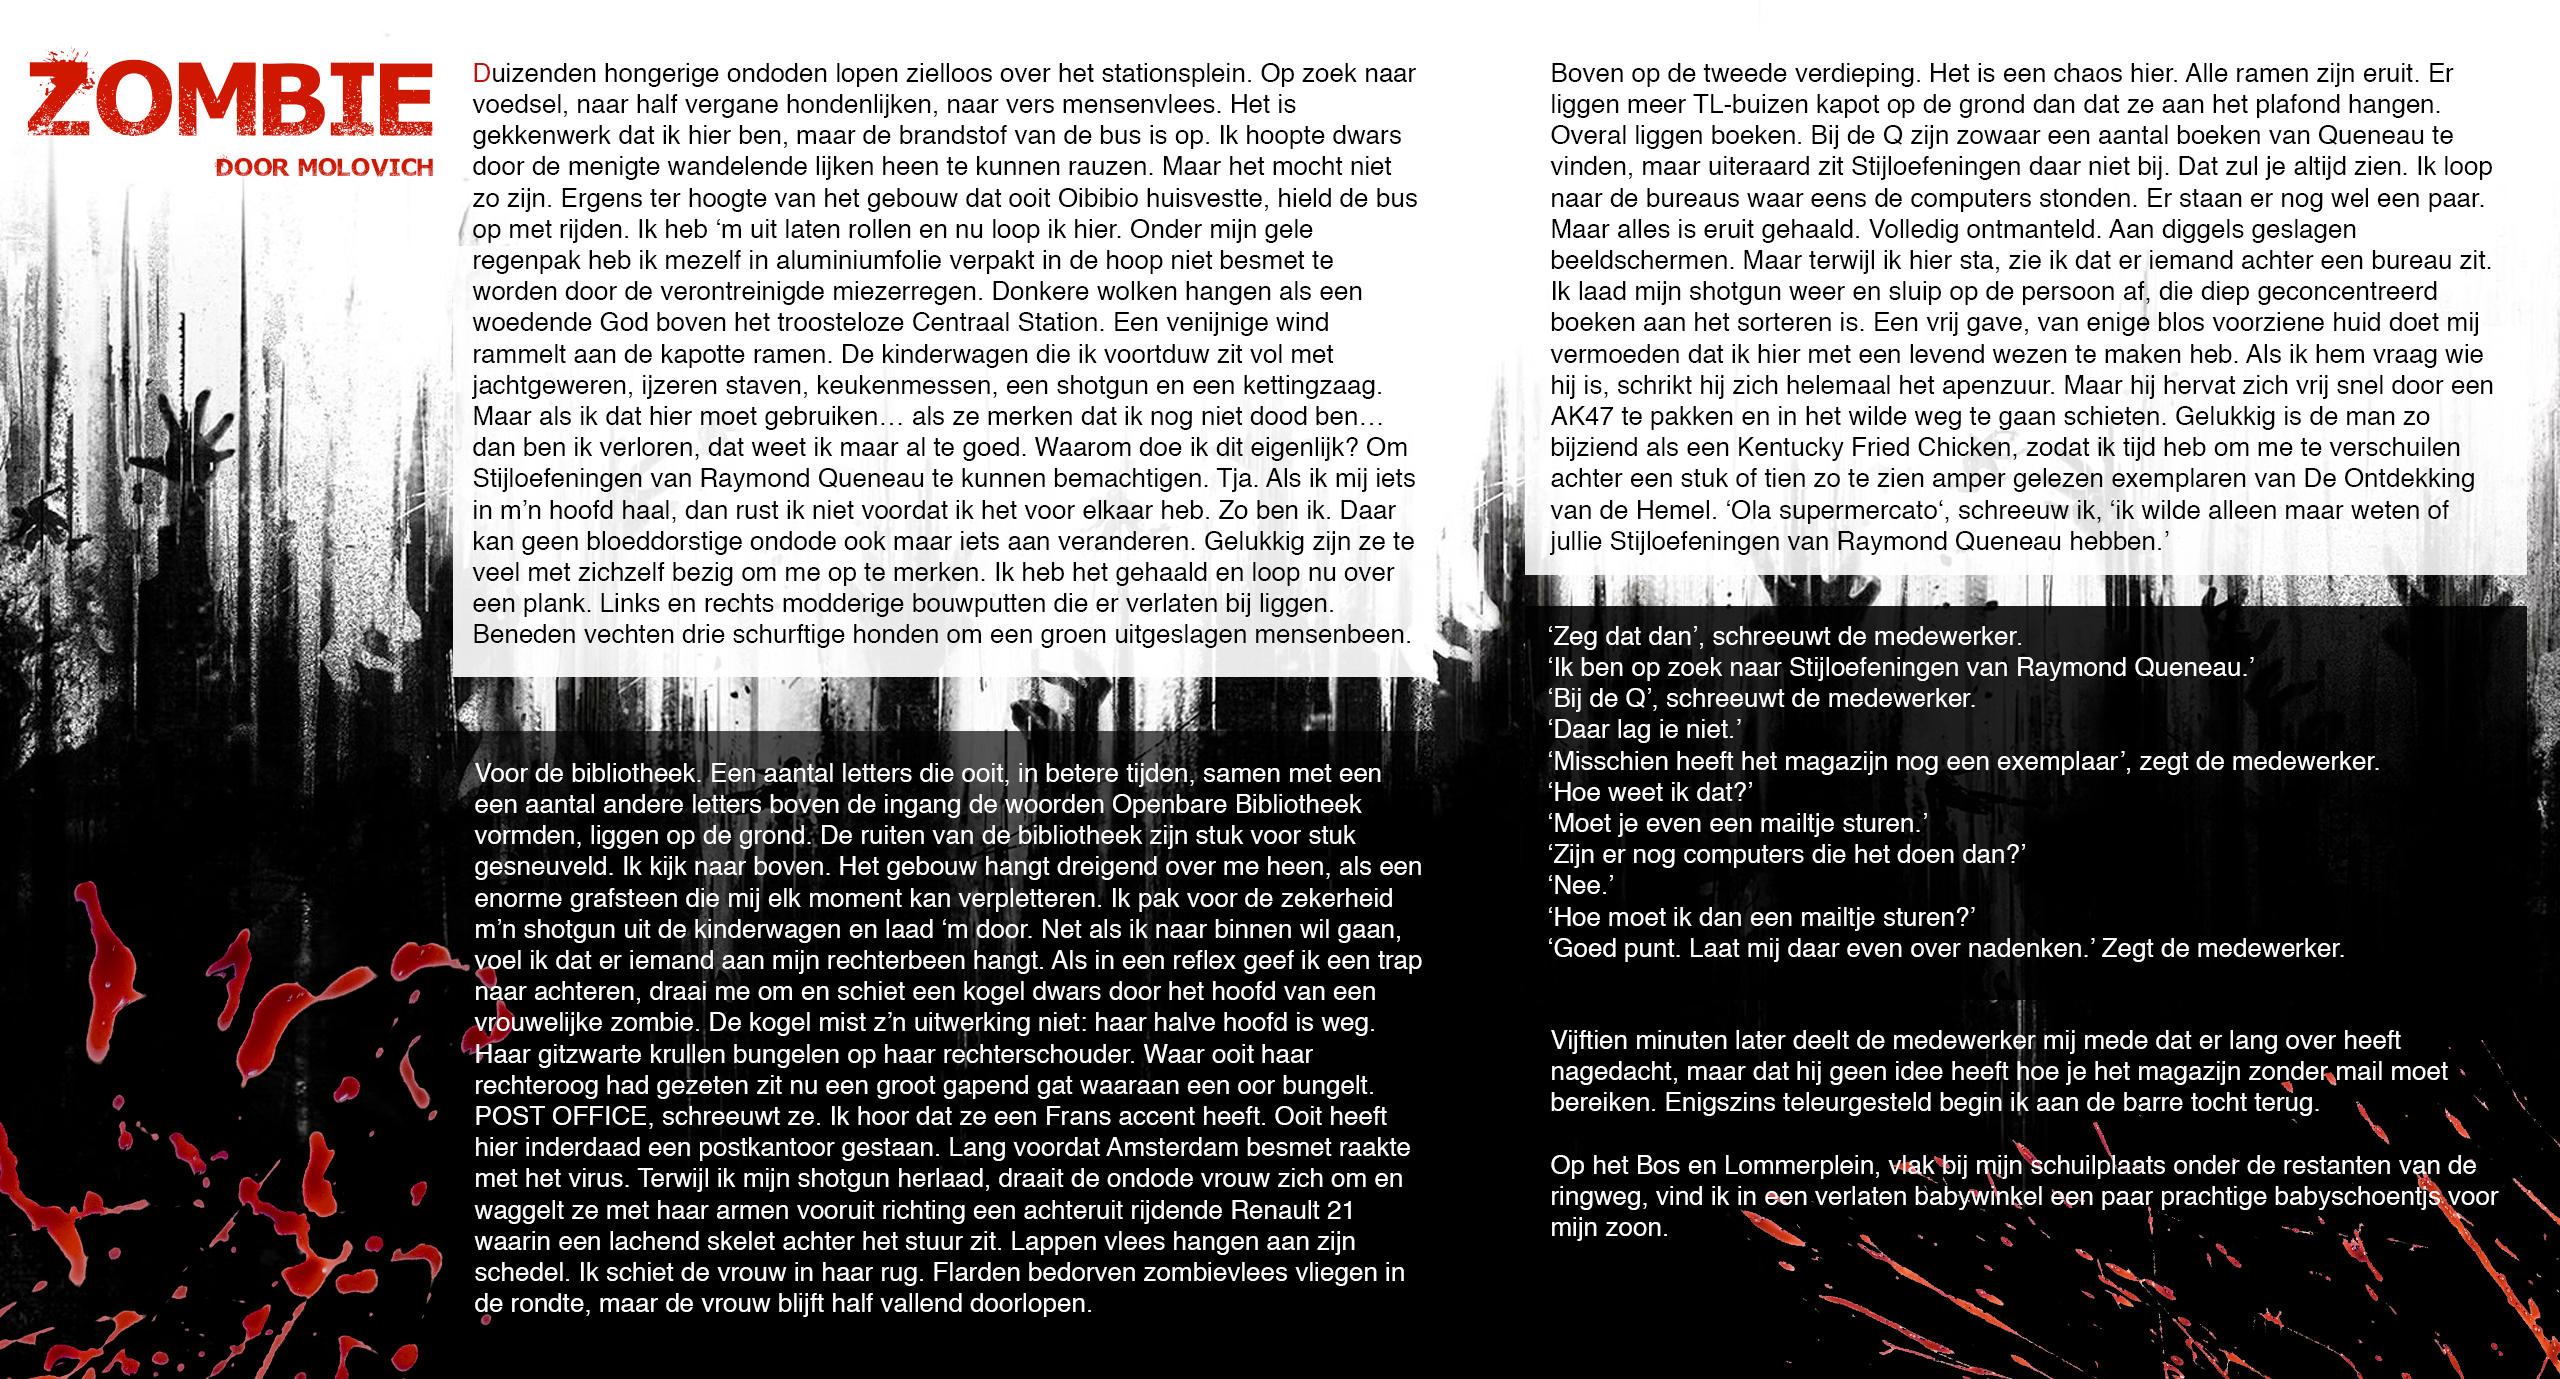 ZOMBIE
DOOR MOLOVICH
Duizenden hongerige ondoden lopen zielloos over het stationsplein. Op zoek naar
voedsel, naar half vergane hondenlijken, naar vers mensenvlees. Het is
gekkenwerk dat ik hier ben, maar de brandstof van de bus is op. Ik hoopte dwars
door de menigte wandelende lijken heen te kunnen rauzen. Maar het mocht niet
zo zijn. Ergens ter hoogte van het gebouw dat ooit Oibibio huisvestte, hield de bus
op met rijden. Ik heb ‘m uit laten rollen en nu loop ik hier. Onder mijn gele
regenpak heb ik mezelf in aluminiumfolie verpakt in de hoop niet besmet te
worden door de verontreinigde miezerregen. Donkere wolken hangen als een
woedende God boven het troosteloze Centraal Station. Een venijnige wind
rammelt aan de kapotte ramen. De kinderwagen die ik voortduw zit vol met
jachtgeweren, ijzeren staven, keukenmessen, een shotgun en een kettingzaag.
Maar als ik dat hier moet gebruiken… als ze merken dat ik nog niet dood ben…
dan ben ik verloren, dat weet ik maar al te goed. Waarom doe ik dit eigenlijk? Om
Stijloefeningen van Raymond Queneau te kunnen bemachtigen. Tja. Als ik mij iets
in m’n hoofd haal, dan rust ik niet voordat ik het voor elkaar heb. Zo ben ik. Daar
kan geen bloeddorstige ondode ook maar iets aan veranderen. Gelukkig zijn ze te
veel met zichzelf bezig om me op te merken. Ik heb het gehaald en loop nu over
een plank. Links en rechts modderige bouwputten die er verlaten bij liggen.
Beneden vechten drie schurftige honden om een groen uitgeslagen mensenbeen.
Voor de bibliotheek. Een aantal letters die ooit, in betere tijden, samen met een
een aantal andere letters boven de ingang de woorden Openbare Bibliotheek
vormden, liggen op de grond. De ruiten van de bibliotheek zijn stuk voor stuk
gesneuveld. Ik kijk naar boven. Het gebouw hangt dreigend over me heen, als een
enorme grafsteen die mij elk moment kan verpletteren. Ik pak voor de zekerheid
m’n shotgun uit de kinderwagen en laad ‘m door. Net als ik naar binnen wil gaan,
voel ik dat er iemand aan mijn rechterbeen hangt. Als in een reflex geef ik een trap
naar achteren, draai me om en schiet een kogel dwars door het hoofd van een
vrouwelijke zombie. De kogel mist z’n uitwerking niet: haar halve hoofd is weg.
Haar gitzwarte krullen bungelen op haar rechterschouder. Waar ooit haar
rechteroog had gezeten zit nu een groot gapend gat waaraan een oor bungelt.
POST OFFICE, schreeuwt ze. Ik hoor dat ze een Frans accent heeft. Ooit heeft
hier inderdaad een postkantoor gestaan. Lang voordat Amsterdam besmet raakte
met het virus. Terwijl ik mijn shotgun herlaad, draait de ondode vrouw zich om en
waggelt ze met haar armen vooruit richting een achteruit rijdende Renault 21
waarin een lachend skelet achter het stuur zit. Lappen vlees hangen aan zijn
schedel. Ik schiet de vrouw in haar rug. Flarden bedorven zombievlees vliegen in
de rondte, maar de vrouw blijft half vallend doorlopen.
Boven op de tweede verdieping. Het is een chaos hier. Alle ramen zijn eruit. Er
liggen meer TL-buizen kapot op de grond dan dat ze aan het plafond hangen.
Overal liggen boeken. Bij de Q zijn zowaar een aantal boeken van Queneau te
vinden, maar uiteraard zit Stijloefeningen daar niet bij. Dat zul je altijd zien. Ik loop
naar de bureaus waar eens de computers stonden. Er staan er nog wel een paar.
Maar alles is eruit gehaald. Volledig ontmanteld. Aan diggels geslagen
beeldschermen. Maar terwijl ik hier sta, zie ik dat er iemand achter een bureau zit.
Ik laad mijn shotgun weer en sluip op de persoon af, die diep geconcentreerd
boeken aan het sorteren is. Een vrij gave, van enige blos voorziene huid doet mij
vermoeden dat ik hier met een levend wezen te maken heb. Als ik hem vraag wie
hij is, schrikt hij zich helemaal het apenzuur. Maar hij hervat zich vrij snel door een
AK47 te pakken en in het wilde weg te gaan schieten. Gelukkig is de man zo
bijziend als een Kentucky Fried Chicken, zodat ik tijd heb om me te verschuilen
achter een stuk of tien zo te zien amper gelezen exemplaren van De Ontdekking
van de Hemel. ‘Ola supermercato‘, schreeuw ik, ‘ik wilde alleen maar weten of
jullie Stijloefeningen van Raymond Queneau hebben.’
‘Zeg dat dan’, schreeuwt de medewerker.
‘Ik ben op zoek naar Stijloefeningen van Raymond Queneau.’
‘Bij de Q’, schreeuwt de medewerker.
‘Daar lag ie niet.’
‘Misschien heeft het magazijn nog een exemplaar’, zegt de medewerker.
‘Hoe weet ik dat?’
‘Moet je even een mailtje sturen.’
‘Zijn er nog computers die het doen dan?’
‘Nee.’
‘Hoe moet ik dan een mailtje sturen?’
‘Goed punt. Laat mij daar even over nadenken.’ Zegt de medewerker.
Vijftien minuten later deelt de medewerker mij mede dat er lang over heeft
nagedacht, maar dat hij geen idee heeft hoe je het magazijn zonder mail moet
bereiken. Enigszins teleurgesteld begin ik aan de barre tocht terug.
Op het Bos en Lommerplein, vlak bij mijn schuilplaats onder de restanten van de
ringweg, vind ik in een verlaten babywinkel een paar prachtige babyschoentjs voor
mijn zoon.